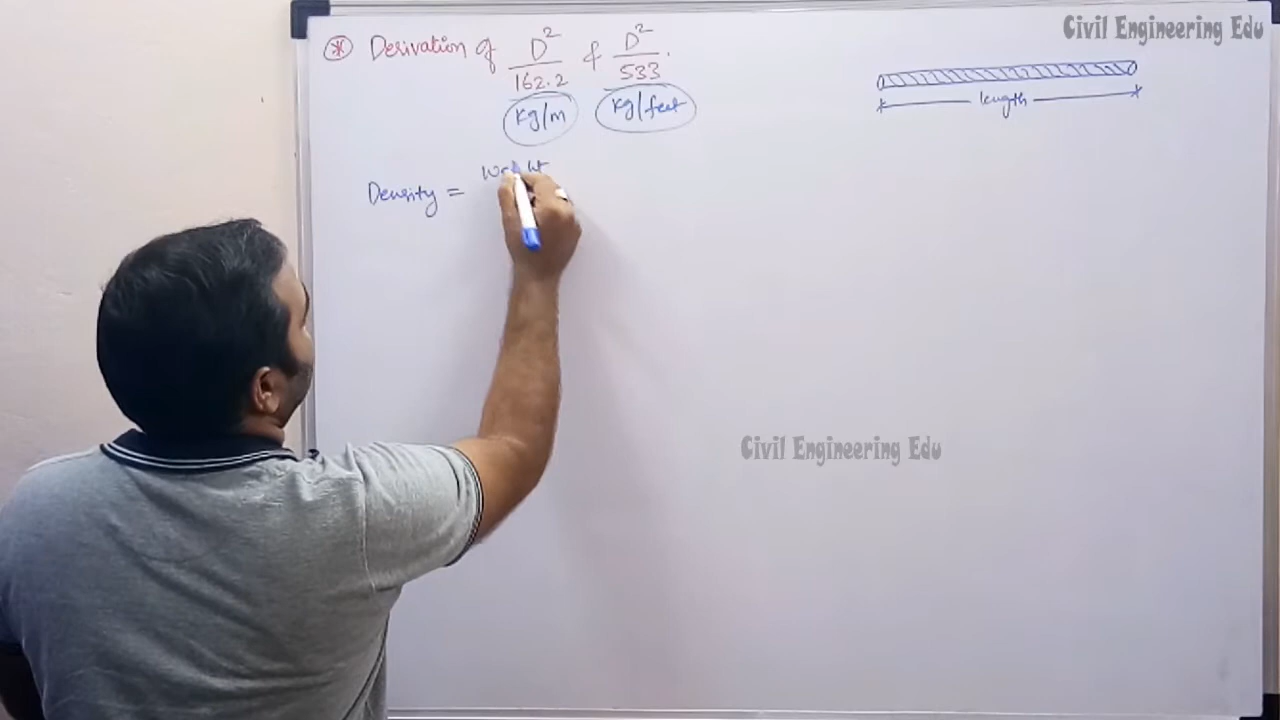 Civil Engineering Edu
* Derivation of D²/162.2 & D²/533.
kg/m kg/feet
length
Density =
Civil Engineering Edu